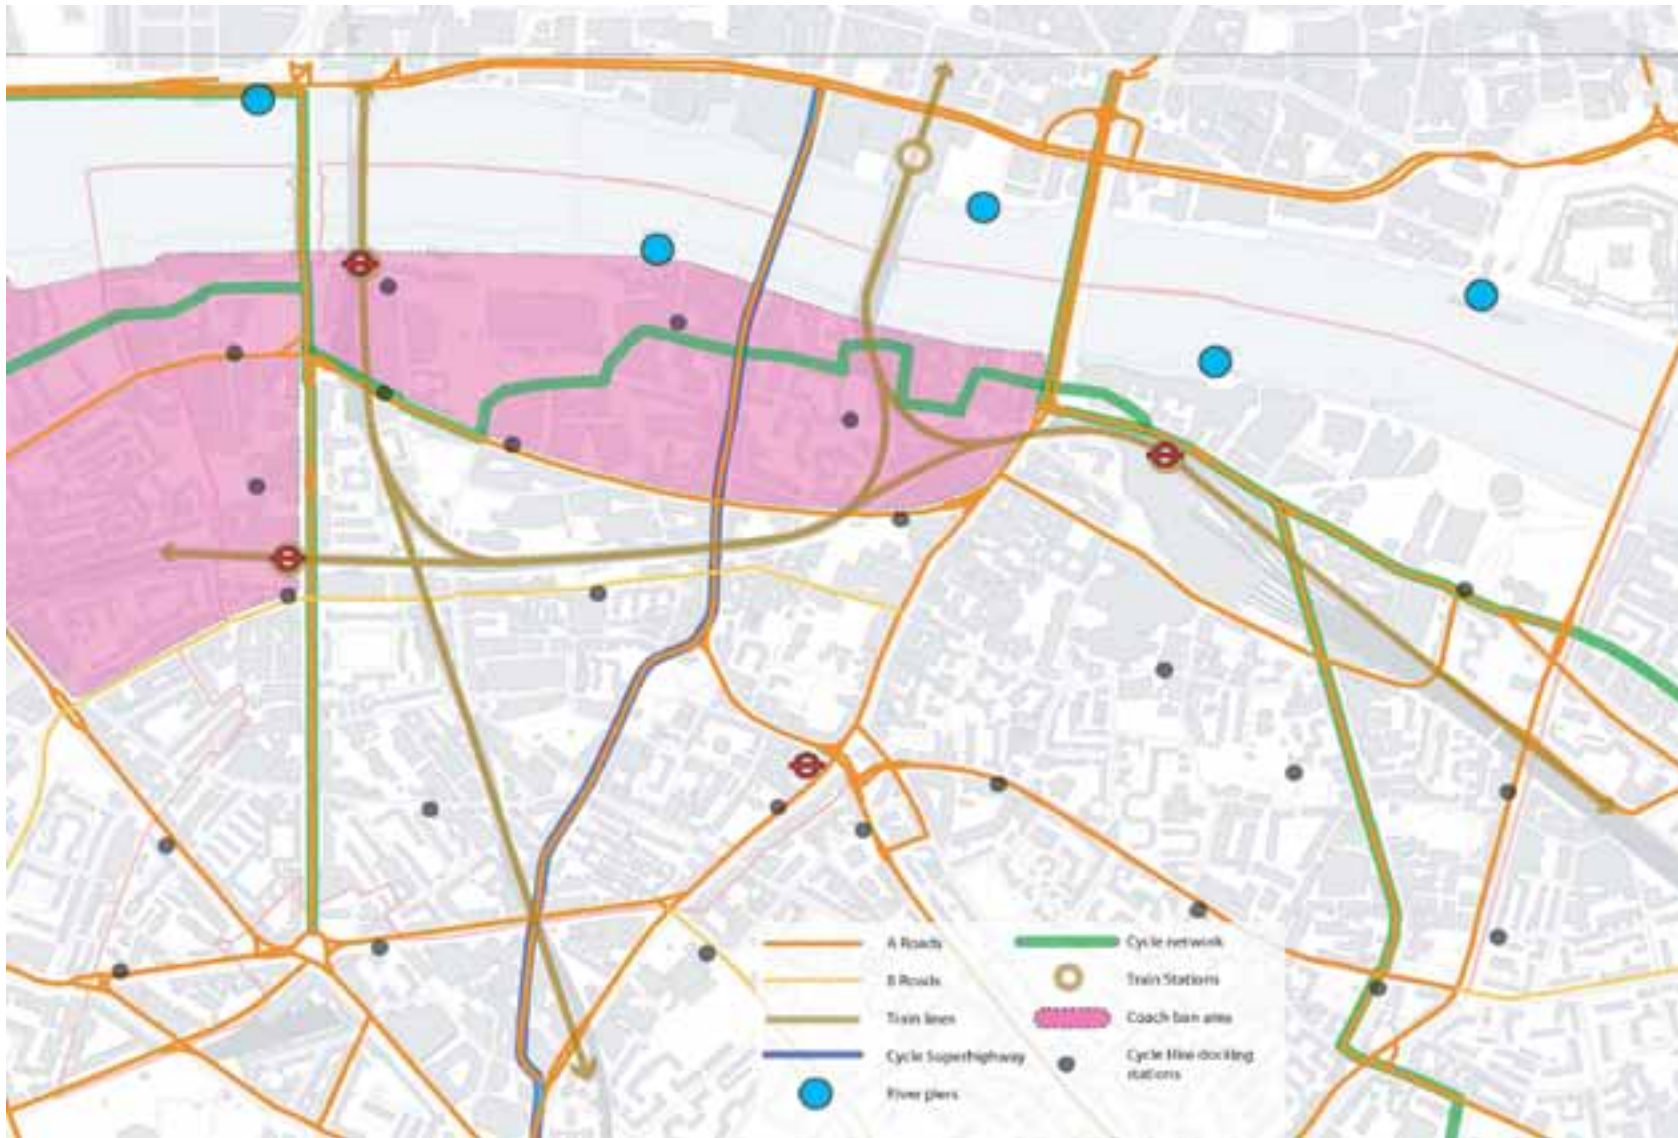 A Roads
B Roads
Train lines
Cycle Superhighway
River piers
Cycle network
Train Stations
Coach ban area
Cycle Hire docking
stations